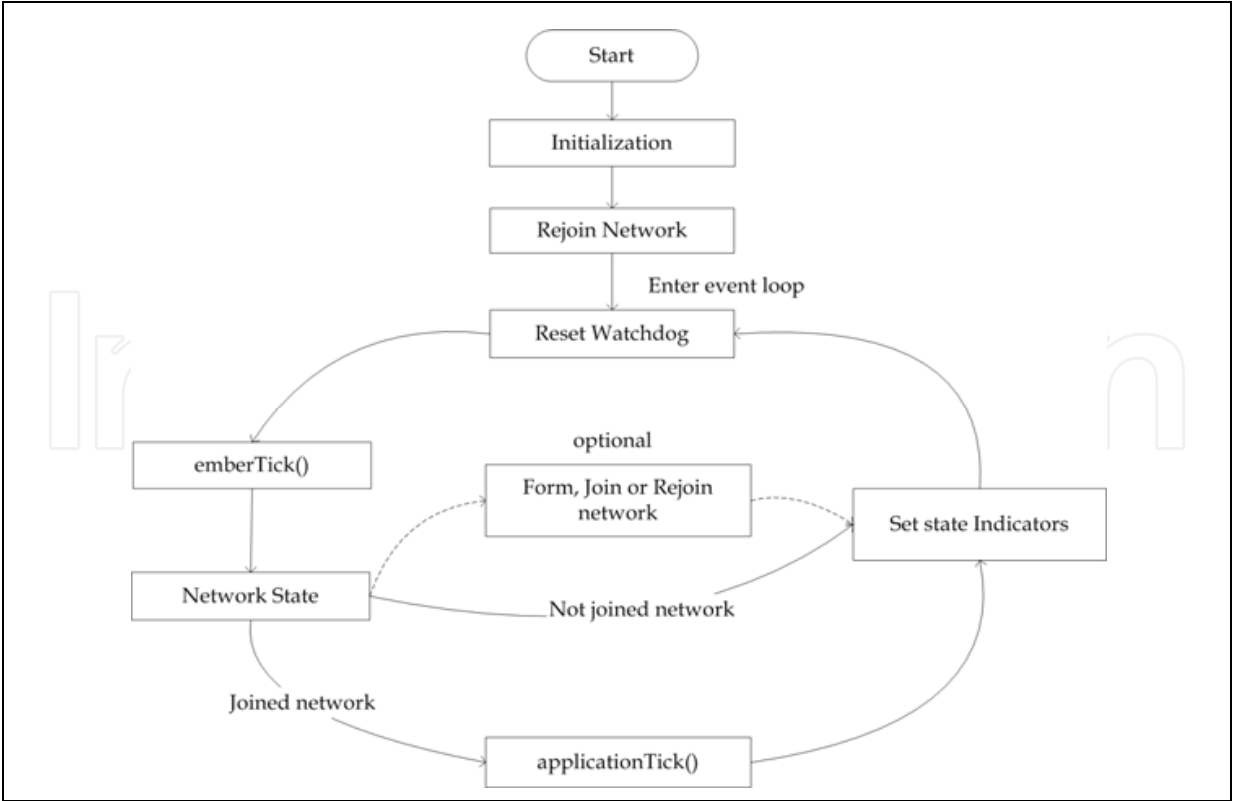 Start
Initialization
Rejoin Network
Enter event loop
Reset Watchdog
optional
emberTick()
Form, Join or Rejoin
network
Set state Indicators
Network State
Not joined network
Joined network
applicationTick()